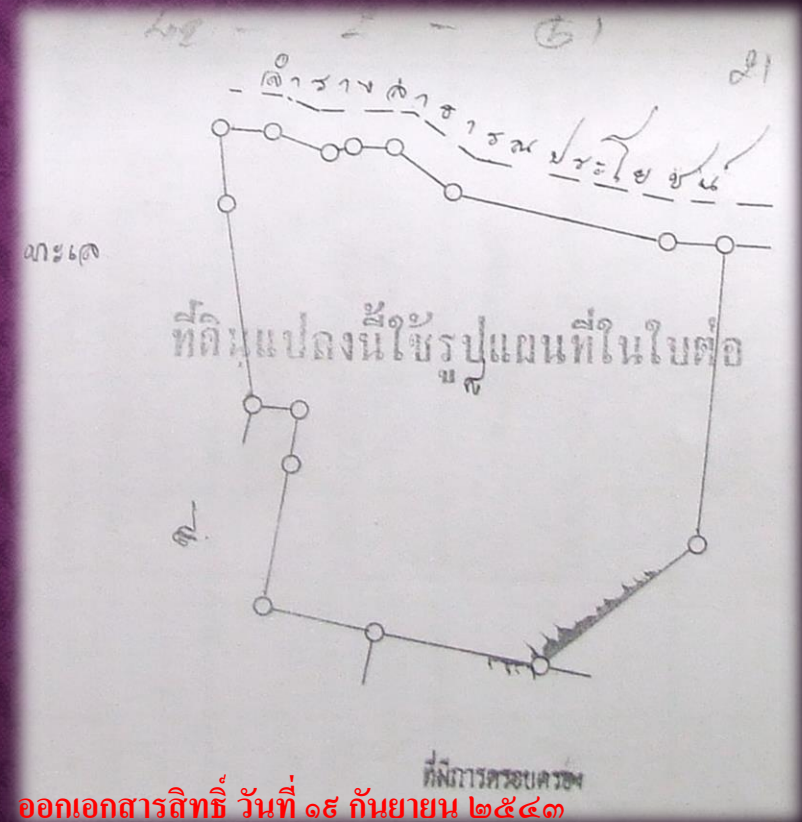 21
ลำรางสาธารณประโยชน์
ทะเล
ที่ดินแปลงนี้ใช้รูปแผนที่ในใบต่อ
ที่มีการครอบครอง
ออกเอกสารสิทธิ์ วันที่ ๑๙ กันยายน ๒๕๔๓